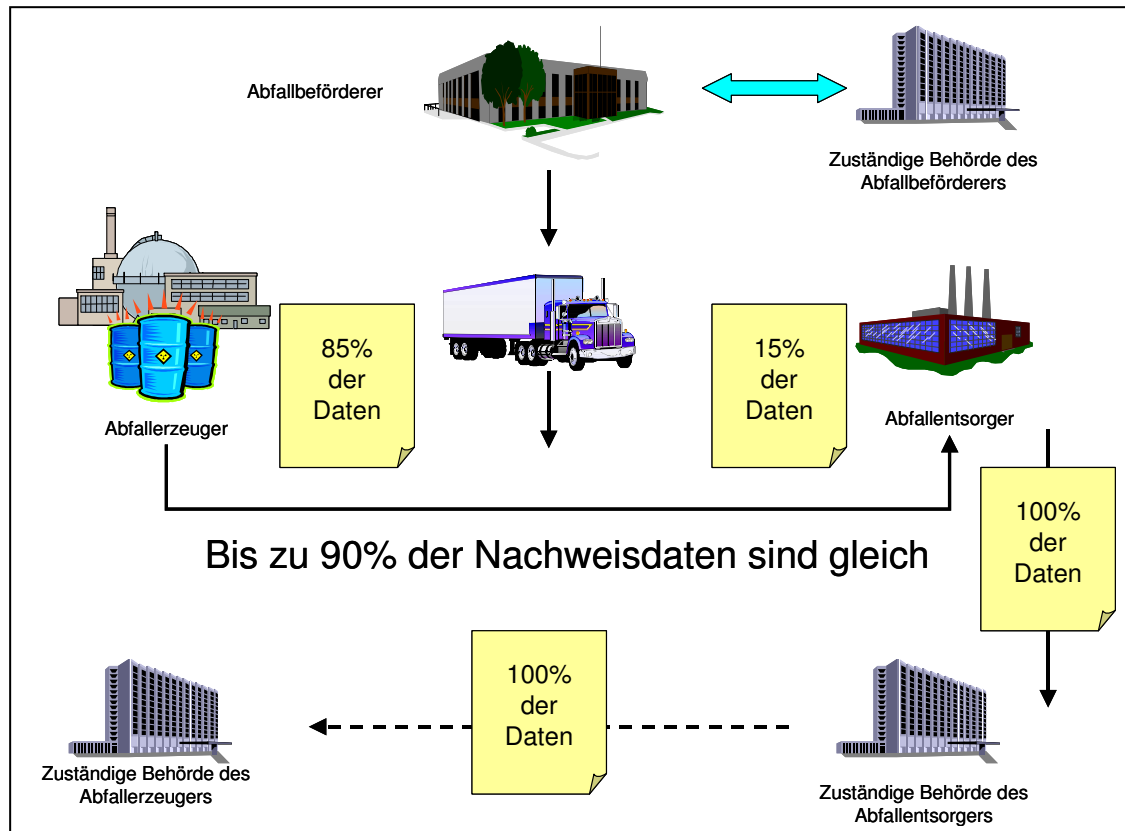 Abfallbeförderer
Zuständige Behörde des
Abfallbeförderers
85%
der
Daten
15%
der
Daten
Abfallerzeuger
Abfallentsorger
100%
der
Daten
Bis zu 90% der Nachweisdaten sind gleich
100%
der
Daten
Zuständige Behörde des
Abfallerzeugers
Zuständige Behörde des
Abfallentsorgers